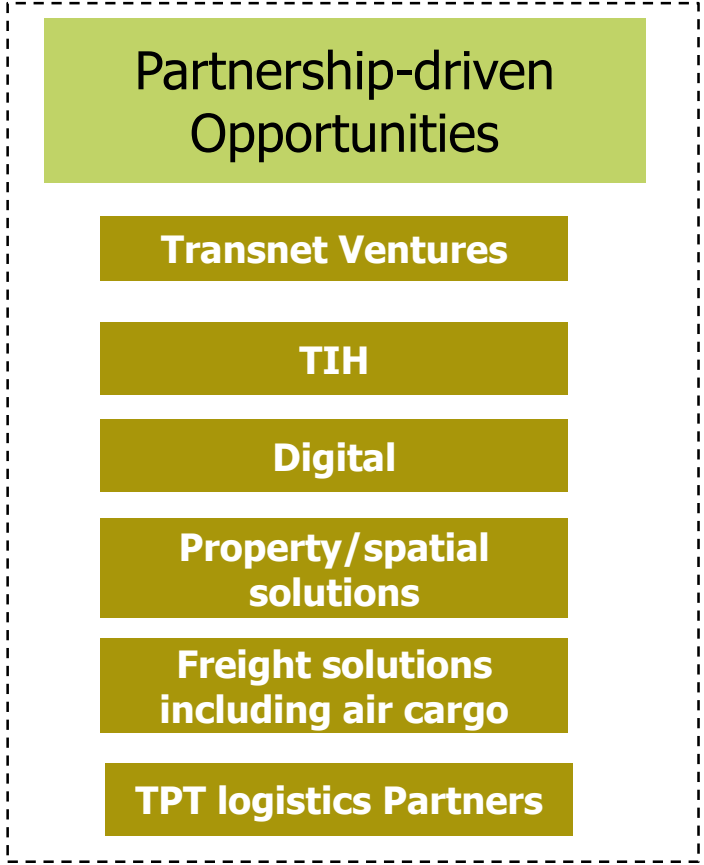 Partnership-driven
Opportunities
Transnet Ventures
TIH
Digital
Property/spatial
solutions
Freight solutions
including air cargo
TPT logistics Partners